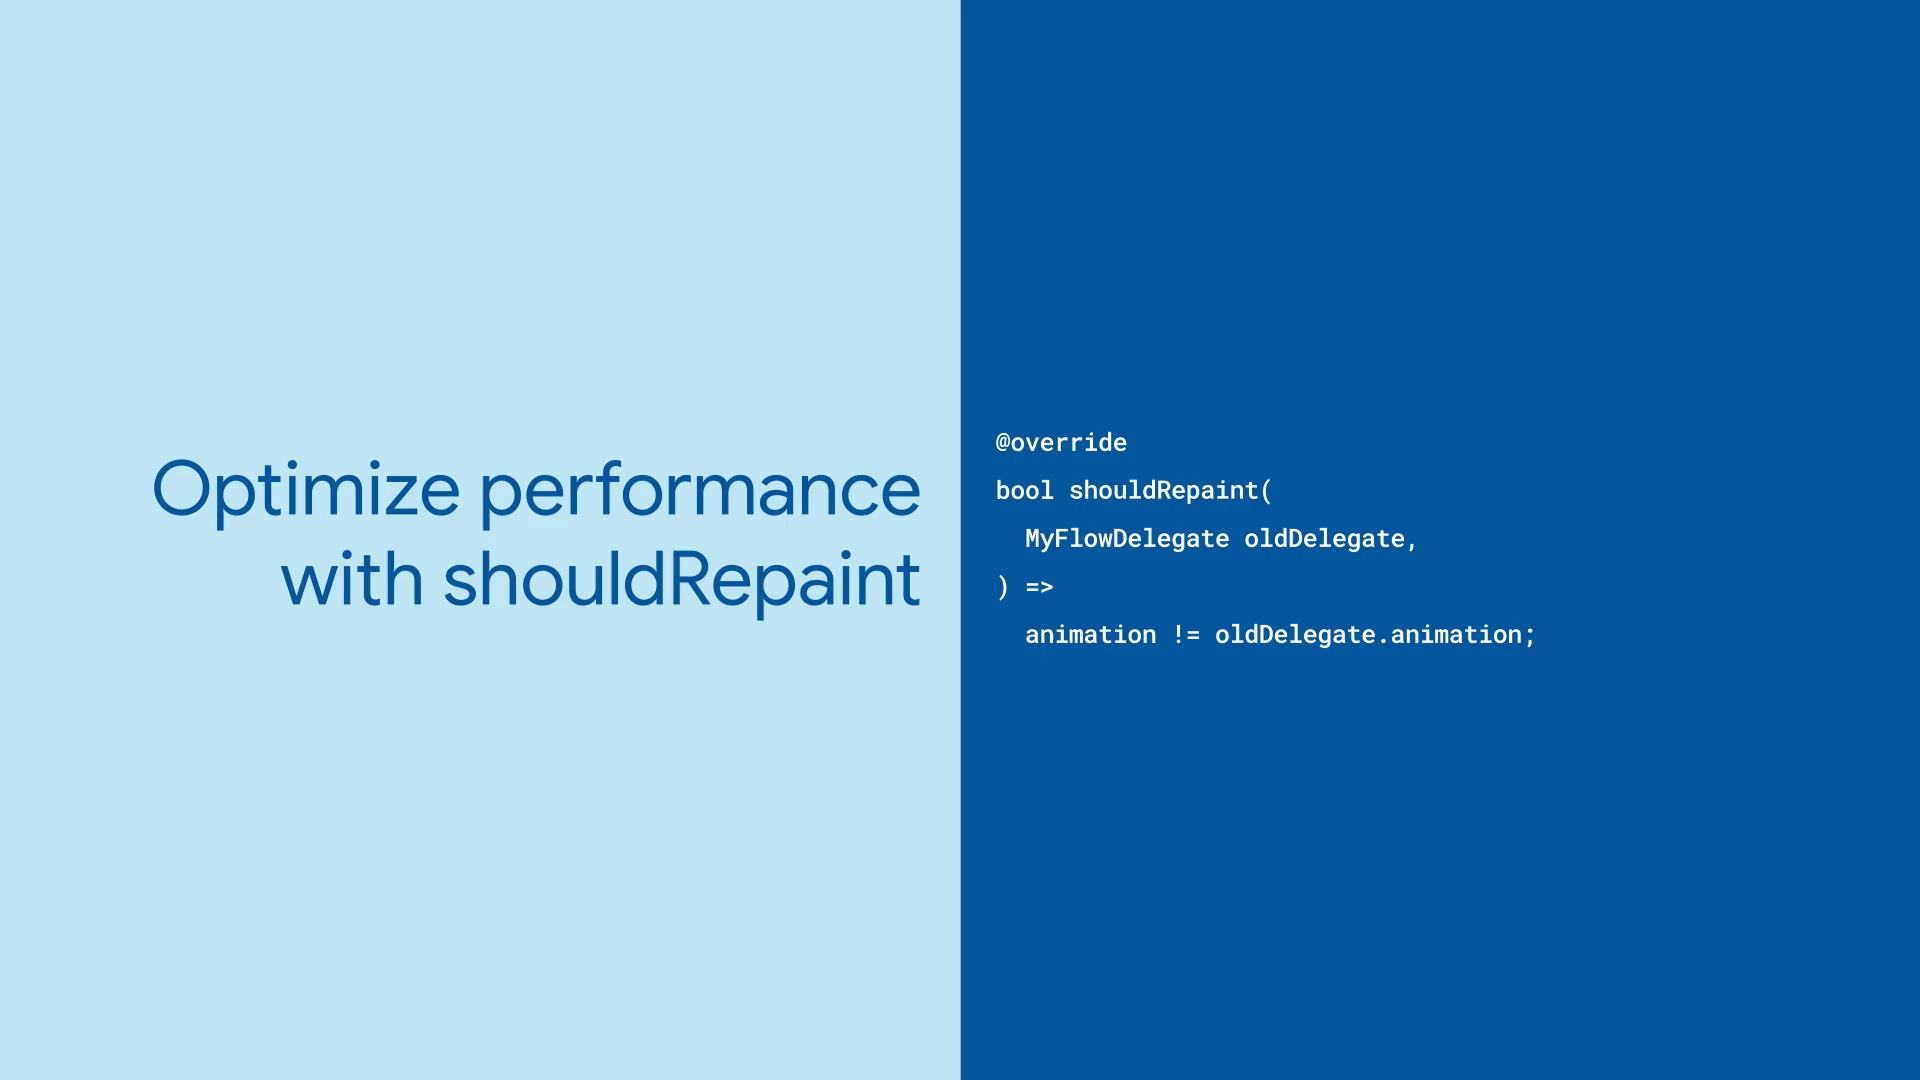 Optimize performance
with shouldRepaint
@override
bool shouldRepaint(
  MyFlowDelegate oldDelegate,
) =>
  animation != oldDelegate.animation;